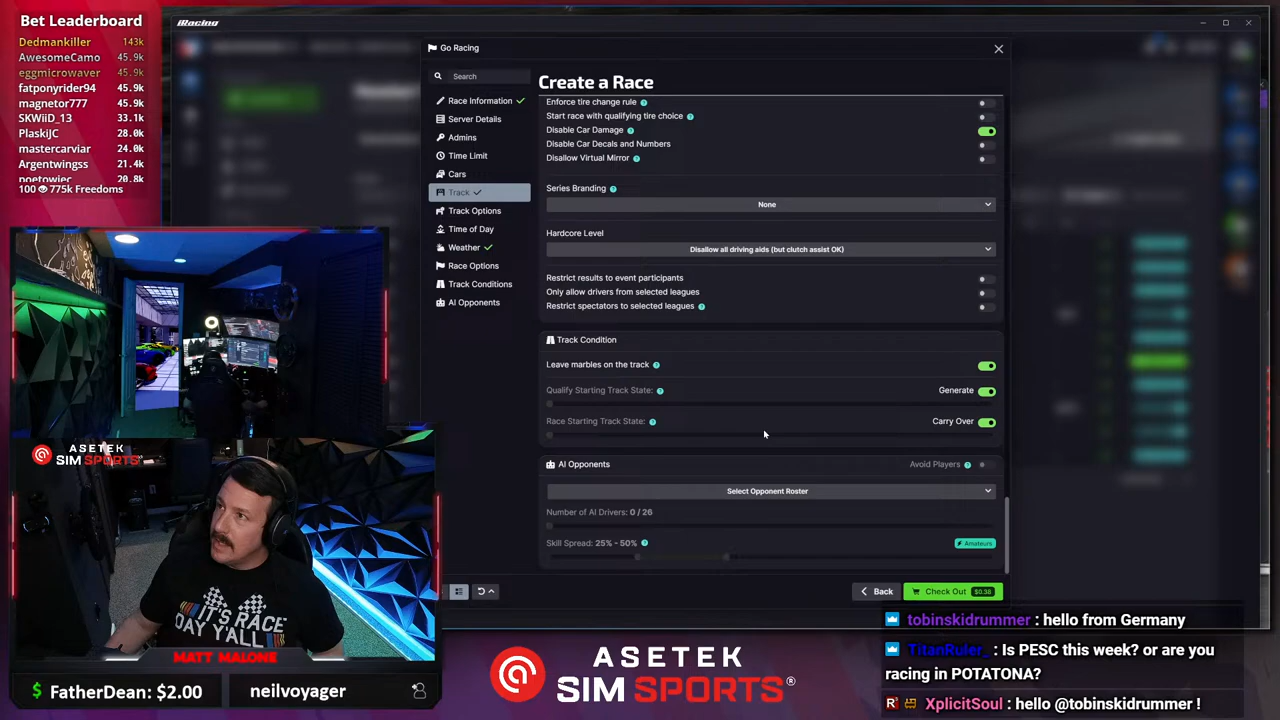 Bet Leaderboard
Dedmankiller 143k
AwesomeCamo 45.9k
eggmicrowaver 45.9k
fatponyrider94 45.9k
magnetor777 45.9k
SKWiiD_13 33.1k
PlaskiJC 28.0k
mastercarviar 24.0k
Argentwingss 21.4k
poetowiec 20.8k
100 775k Freedoms
iRacing
Go Racing
Search
Create a Race
Race Information
Server Details
Admins
Time Limit
Cars
Track
Track Options
Time of Day
Weather
Race Options
Track Conditions
AI Opponents
Enforce tire change rule
Start race with qualifying tire choice
Disable Car Damage
Disable Car Decals and Numbers
Disallow Virtual Mirror
Series Branding
None
Hardcore Level
Disallow all driving aids (but clutch assist OK)
Restrict results to event participants
Only allow drivers from selected leagues
Restrict spectators to selected leagues
Track Condition
Leave marbles on the track
Qualify Starting Track State: Generate
Race Starting Track State: Carry Over
AI Opponents Avoid Players
Select Opponent Roster
Number of AI Drivers: 0 / 26
Skill Spread: 25% - 50% Amateurs
Back
Check Out $0.38
ASETEK
SIM SPORTS
IT'S RACE
DAY Y'ALL
MATT MALONE
$ FatherDean: $2.00
neilvoyager
ASETEK
SIM SPORTS®
tobinskidrummer : hello from Germany
TitanRuler_ : Is PESC this week? or are you
racing in POTATONA?
XplicitSoul : hello @tobinskidrummer !